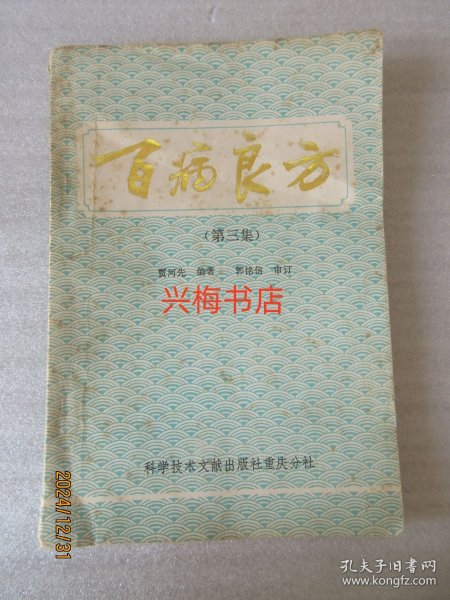 百病良方
（第三集）
贾河先 编著 郭铭信 审订
兴梅书店
科学技术文献出版社重庆分社
2024/12/31
孔夫子旧书网
www.kongfz.com